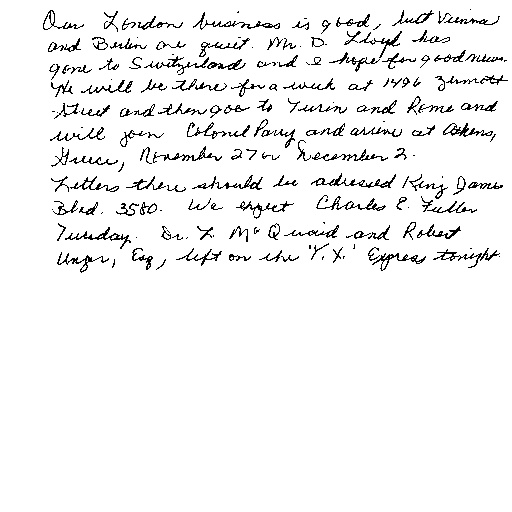 Our London business is good, but Vienna
and Berlin are quiet. Mr. D. Lloyd has
gone to Switzerland and I hope for good news.
He will be there for a week at 1496 Zermott
Street and then goes to Turin and Rome and
will join Colonel Parry and arrive at Athens,
Greece, November 27 or December 2.
Letters there should be adressed King James
Blvd. 3580. We expect Charles E. Fuller
Tuesday. Dr. L. McQuaid and Robert
Unger, Esq., left on the 'Y.X.' Express tonight.